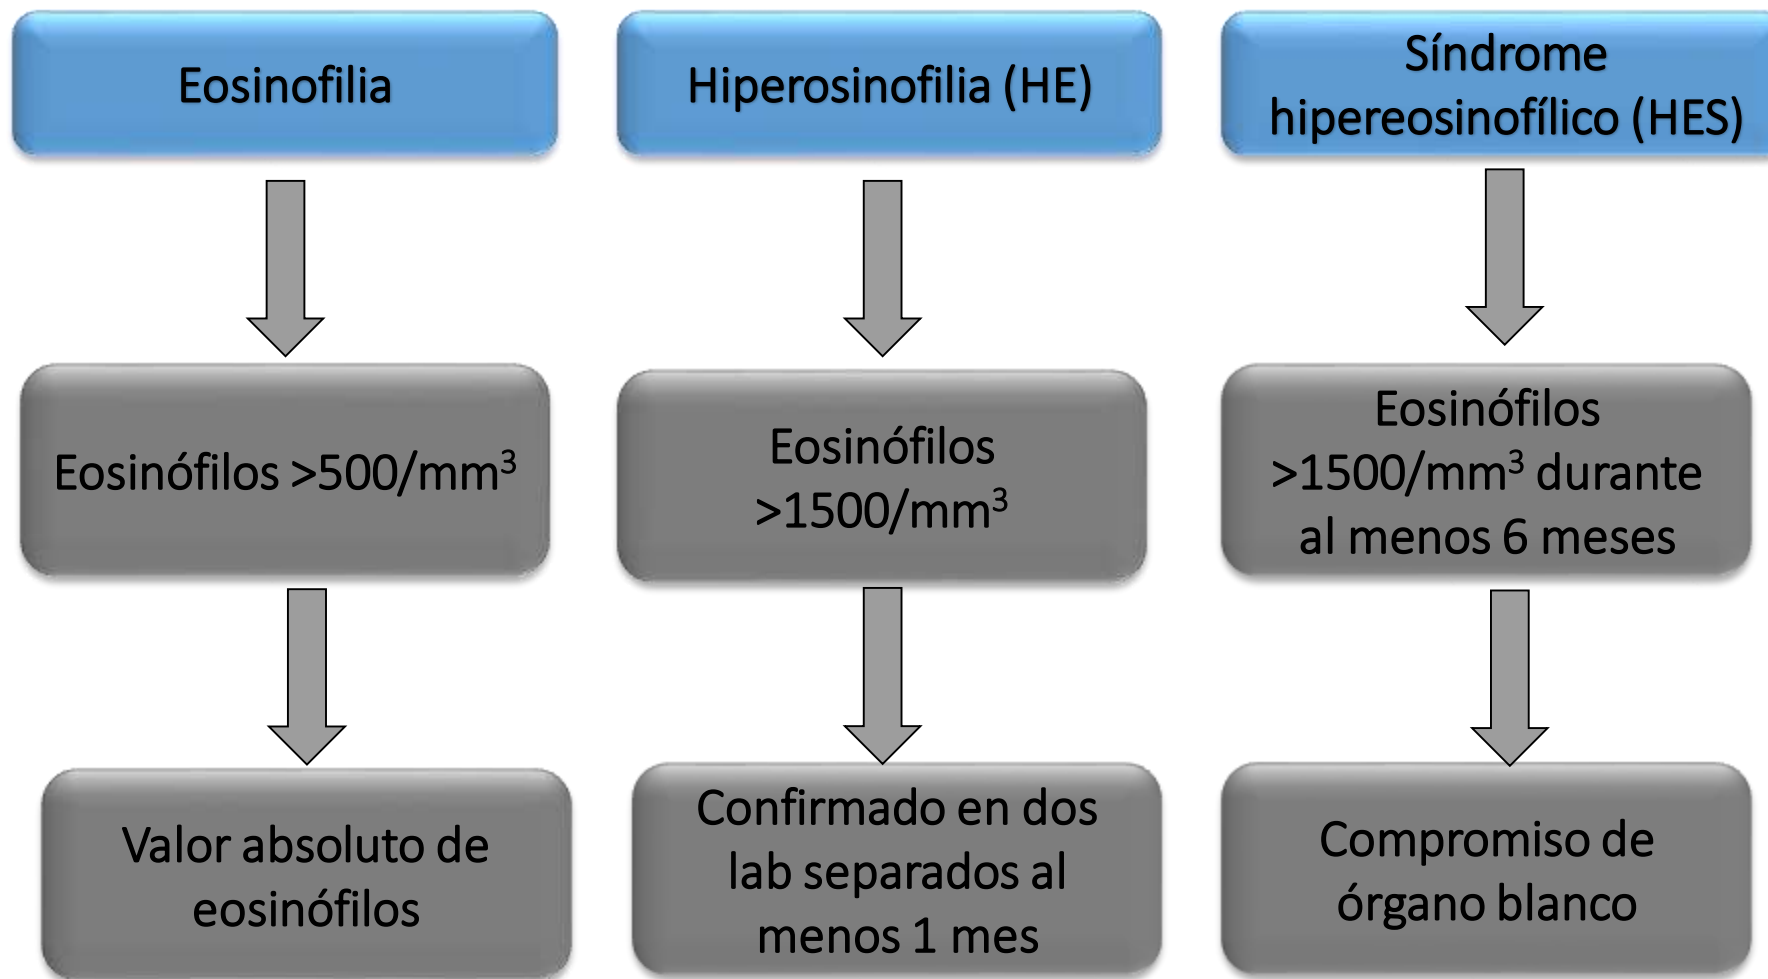 Eosinofilia
Eosinófilos >500/mm³
Valor absoluto de
eosinófilos
Hiperosinofilia (HE)
Eosinófilos
>1500/mm³
Confirmado en dos
lab separados al
menos 1 mes
Síndrome
hipereosinofílico (HES)
Eosinófilos
>1500/mm³ durante
al menos 6 meses
Compromiso de
órgano blanco